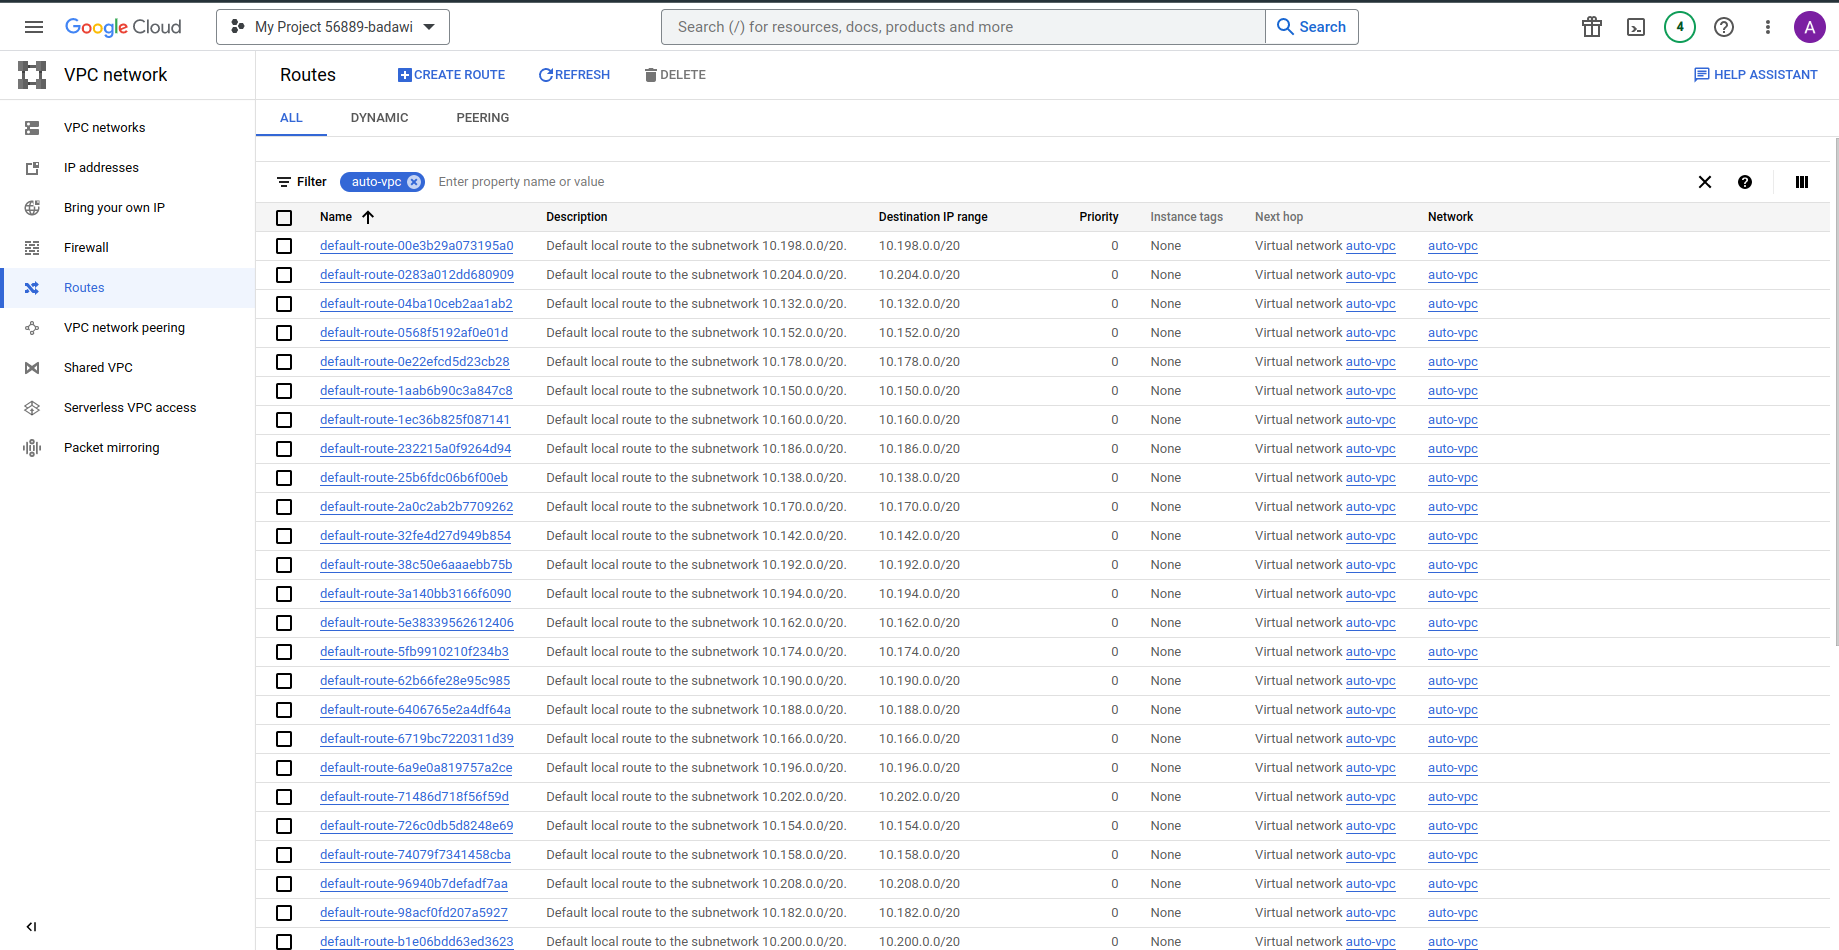 Google Cloud My Project 56889-badawi Search (/) for resources, docs, products and more Search 4 A
VPC network Routes CREATE ROUTE REFRESH DELETE HELP ASSISTANT
VPC networks
IP addresses
Bring your own IP
Firewall
Routes
VPC network peering
Shared VPC
Serverless VPC access
Packet mirroring
ALL DYNAMIC PEERING
Filter auto-vpc Enter property name or value
Name Description Destination IP range Priority Instance tags Next hop Network
default-route-00e3b29a073195a0 Default local route to the subnetwork 10.198.0.0/20. 10.198.0.0/20 0 None Virtual network auto-vpc auto-vpc
default-route-0283a012dd680909 Default local route to the subnetwork 10.204.0.0/20. 10.204.0.0/20 0 None Virtual network auto-vpc auto-vpc
default-route-04ba10ceb2aa1ab2 Default local route to the subnetwork 10.132.0.0/20. 10.132.0.0/20 0 None Virtual network auto-vpc auto-vpc
default-route-0568f5192af0e01d Default local route to the subnetwork 10.152.0.0/20. 10.152.0.0/20 0 None Virtual network auto-vpc auto-vpc
default-route-0e22efcd5d23cb28 Default local route to the subnetwork 10.178.0.0/20. 10.178.0.0/20 0 None Virtual network auto-vpc auto-vpc
default-route-1aab6b90c3a847c8 Default local route to the subnetwork 10.150.0.0/20. 10.150.0.0/20 0 None Virtual network auto-vpc auto-vpc
default-route-1ec36b825f087141 Default local route to the subnetwork 10.160.0.0/20. 10.160.0.0/20 0 None Virtual network auto-vpc auto-vpc
default-route-232215a0f9264d94 Default local route to the subnetwork 10.186.0.0/20. 10.186.0.0/20 0 None Virtual network auto-vpc auto-vpc
default-route-25b6fdc06b6f00eb Default local route to the subnetwork 10.138.0.0/20. 10.138.0.0/20 0 None Virtual network auto-vpc auto-vpc
default-route-2a0c2ab2b7709262 Default local route to the subnetwork 10.170.0.0/20. 10.170.0.0/20 0 None Virtual network auto-vpc auto-vpc
default-route-32fe4d27d949b854 Default local route to the subnetwork 10.142.0.0/20. 10.142.0.0/20 0 None Virtual network auto-vpc auto-vpc
default-route-38c50e6aaaebb75b Default local route to the subnetwork 10.192.0.0/20. 10.192.0.0/20 0 None Virtual network auto-vpc auto-vpc
default-route-3a140bb3166f6090 Default local route to the subnetwork 10.194.0.0/20. 10.194.0.0/20 0 None Virtual network auto-vpc auto-vpc
default-route-5e38339562612406 Default local route to the subnetwork 10.162.0.0/20. 10.162.0.0/20 0 None Virtual network auto-vpc auto-vpc
default-route-5fb9910210f234b3 Default local route to the subnetwork 10.174.0.0/20. 10.174.0.0/20 0 None Virtual network auto-vpc auto-vpc
default-route-62b66fe28e95c985 Default local route to the subnetwork 10.190.0.0/20. 10.190.0.0/20 0 None Virtual network auto-vpc auto-vpc
default-route-6406765e2a4df64a Default local route to the subnetwork 10.188.0.0/20. 10.188.0.0/20 0 None Virtual network auto-vpc auto-vpc
default-route-6719bc7220311d39 Default local route to the subnetwork 10.166.0.0/20. 10.166.0.0/20 0 None Virtual network auto-vpc auto-vpc
default-route-6a9e0a819757a2ce Default local route to the subnetwork 10.196.0.0/20. 10.196.0.0/20 0 None Virtual network auto-vpc auto-vpc
default-route-71486d718f56f59d Default local route to the subnetwork 10.202.0.0/20. 10.202.0.0/20 0 None Virtual network auto-vpc auto-vpc
default-route-726c0db5d8248e69 Default local route to the subnetwork 10.154.0.0/20. 10.154.0.0/20 0 None Virtual network auto-vpc auto-vpc
default-route-74079f7341458cba Default local route to the subnetwork 10.158.0.0/20. 10.158.0.0/20 0 None Virtual network auto-vpc auto-vpc
default-route-96940b7defadf7aa Default local route to the subnetwork 10.208.0.0/20. 10.208.0.0/20 0 None Virtual network auto-vpc auto-vpc
default-route-98acf0fd207a5927 Default local route to the subnetwork 10.182.0.0/20. 10.182.0.0/20 0 None Virtual network auto-vpc auto-vpc
default-route-b1e06bdd63ed3623 Default local route to the subnetwork 10.200.0.0/20. 10.200.0.0/20 0 None Virtual network auto-vpc auto-vpc